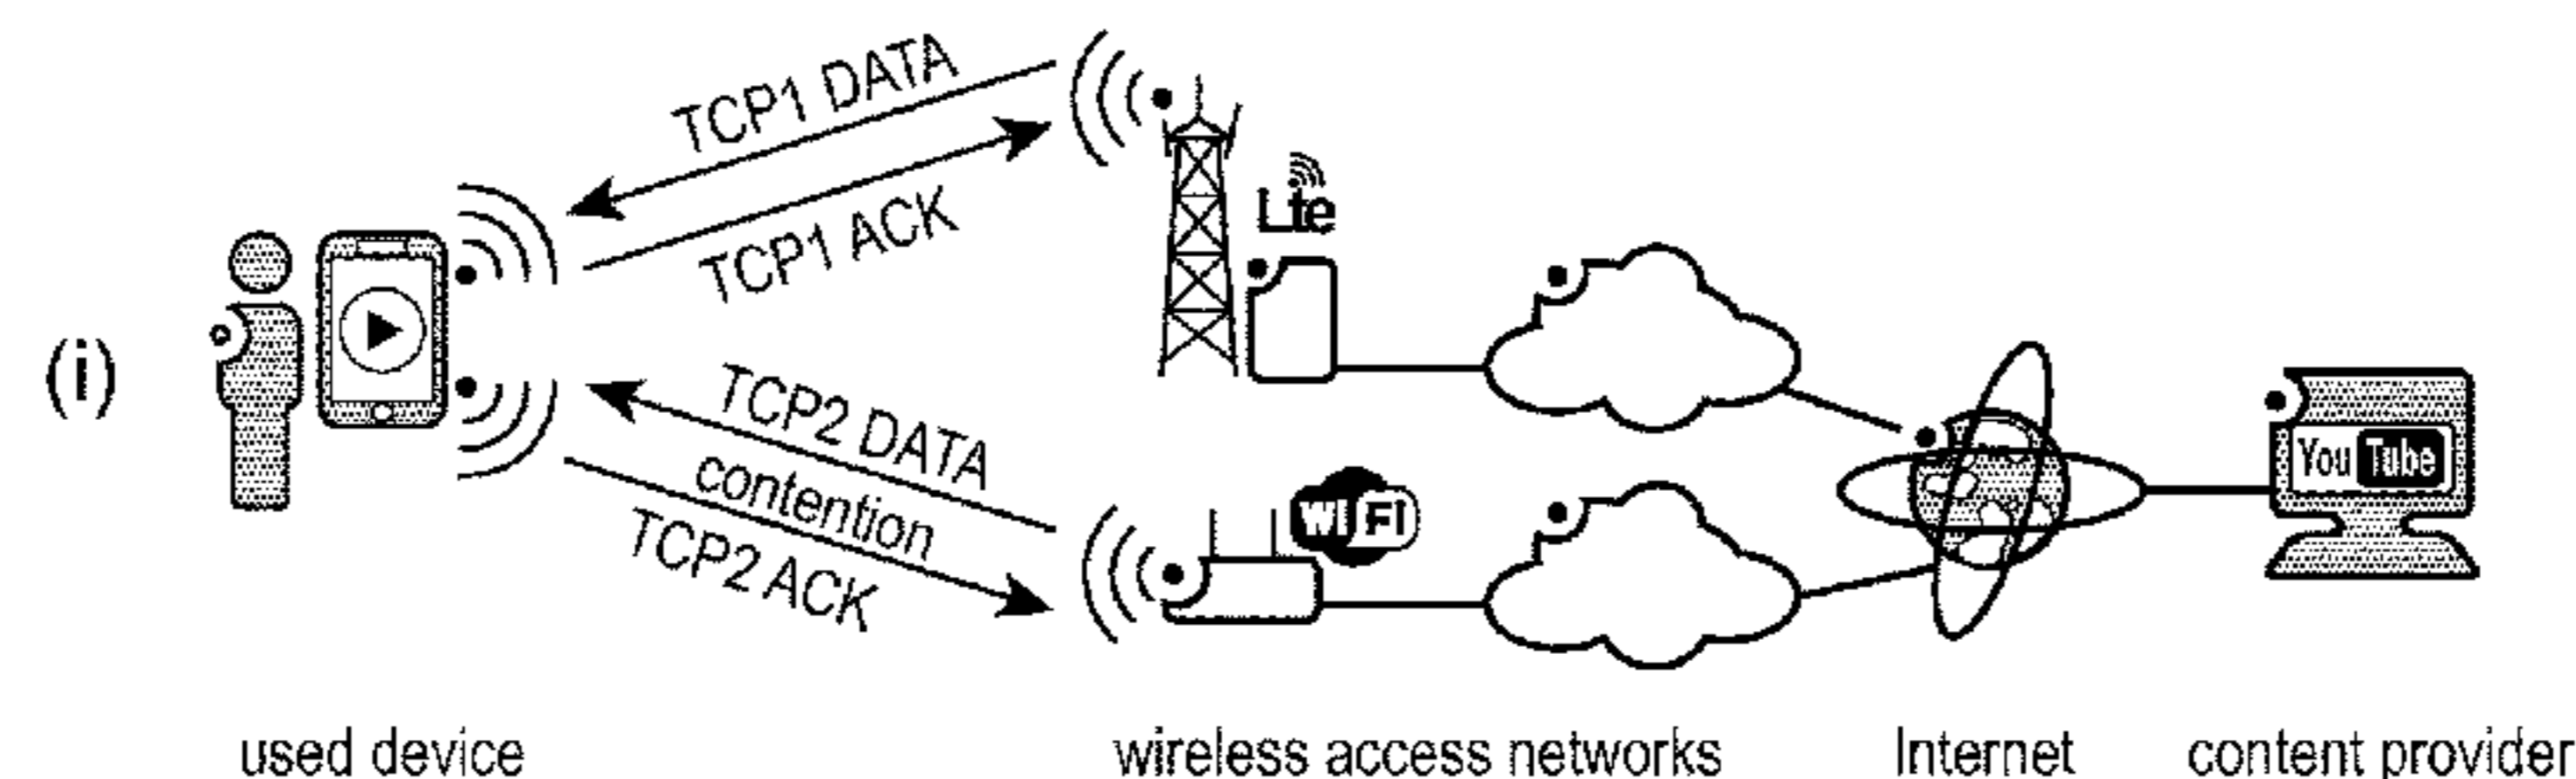 TCP1 DATA
TCP1 ACK
Lte
(i)
TCP2 DATA
contention
TCP2 ACK
Wi Fi
You Tube
used device
wireless access networks
Internet
content provider